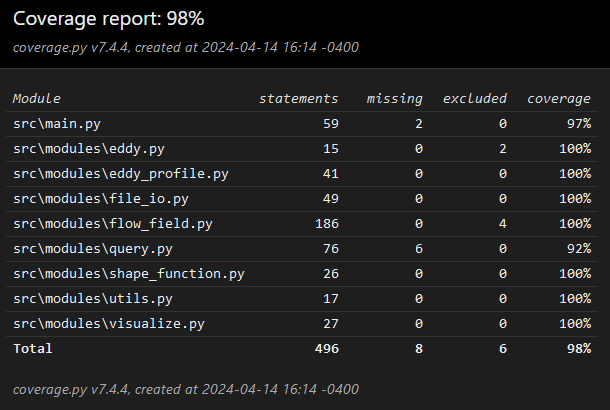 Coverage report: 98%
coverage.py v7.4.4, created at 2024-04-14 16:14 -0400
Module statements missing excluded coverage
src\main.py 59 2 0 97%
src\modules\eddy.py 15 0 2 100%
src\modules\eddy_profile.py 41 0 0 100%
src\modules\file_io.py 49 0 0 100%
src\modules\flow_field.py 186 0 4 100%
src\modules\query.py 76 6 0 92%
src\modules\shape_function.py 26 0 0 100%
src\modules\utils.py 17 0 0 100%
src\modules\visualize.py 27 0 0 100%
Total 496 8 6 98%
coverage.py v7.4.4, created at 2024-04-14 16:14 -0400